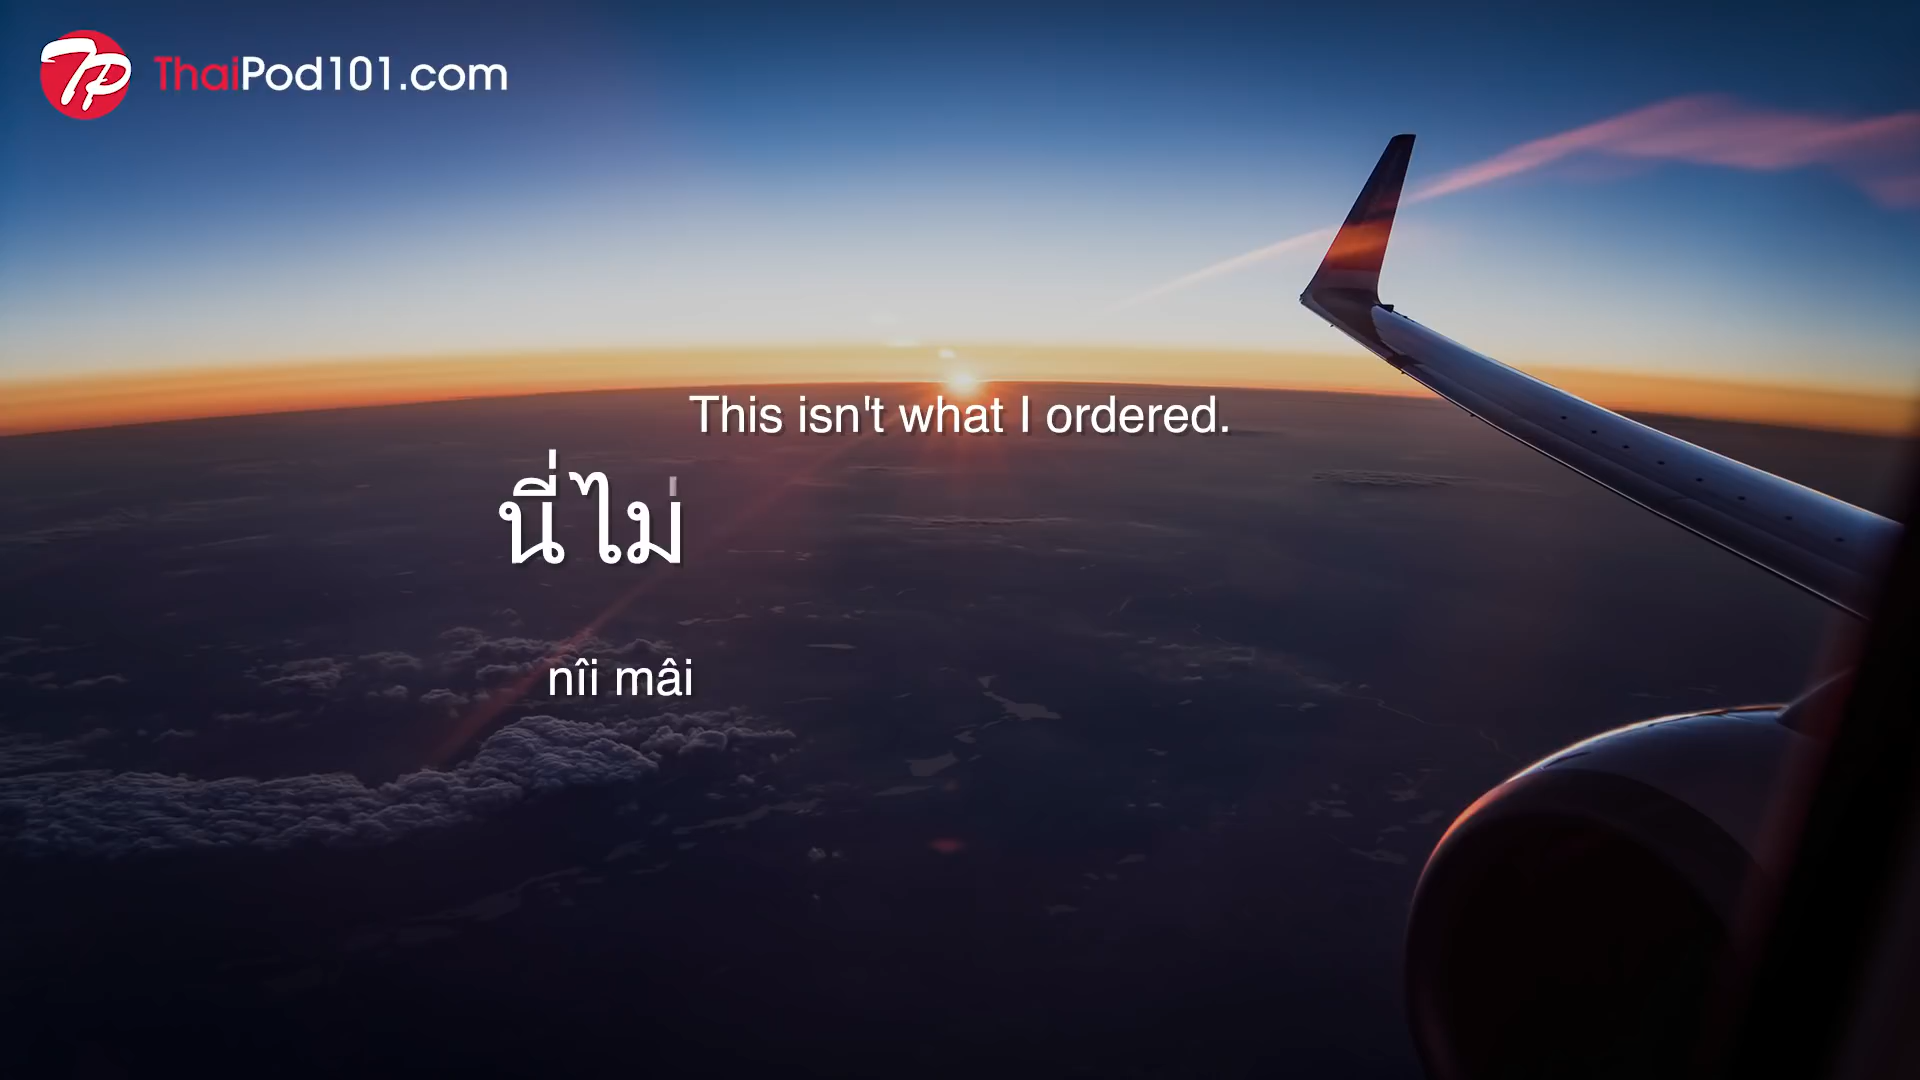 ThaiPod101.com
This isn't what I ordered.
นี่ไม่
nîi mâi